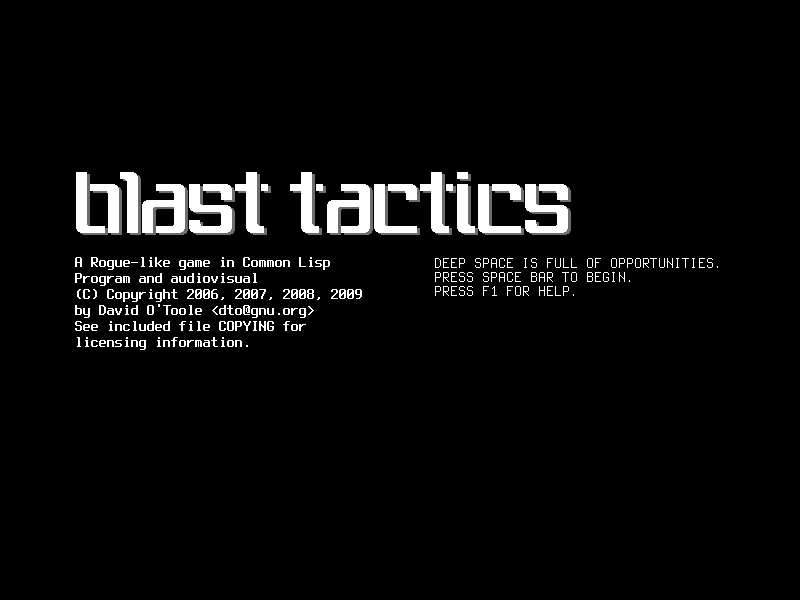 blast tactics
A Rogue-like game in Common Lisp
Program and audiovisual
(C) Copyright 2006, 2007, 2008, 2009
by David O'Toole <dto@gnu.org>
See included file COPYING for
licensing information.
DEEP SPACE IS FULL OF OPPORTUNITIES.
PRESS SPACE BAR TO BEGIN.
PRESS F1 FOR HELP.